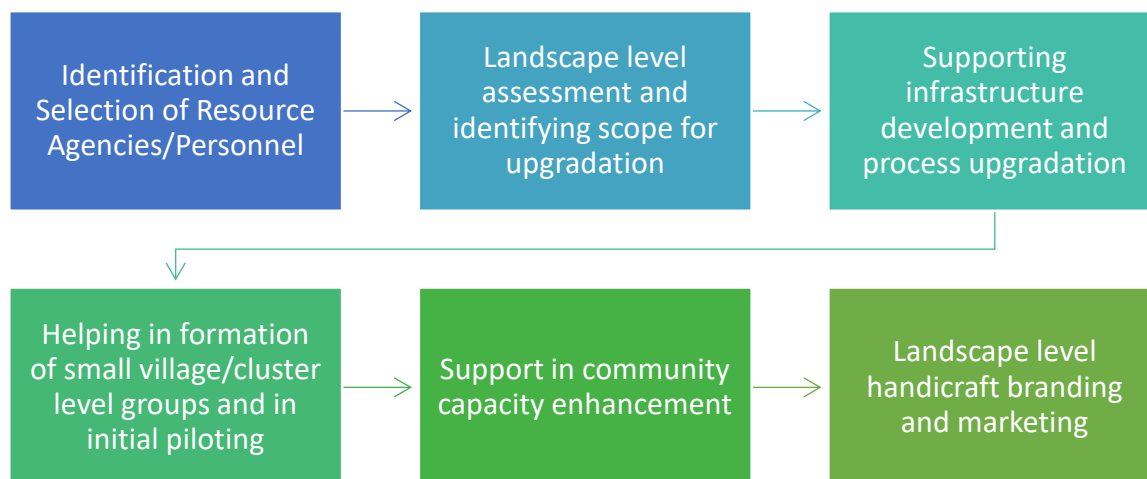 Identification and
Selection of Resource
Agencies/Personnel
Landscape level
assessment and
identifying scope for
upgradation
Supporting
infrastructure
development and
process upgradation
Helping in formation
of small village/cluster
level groups and in
initial piloting
Support in community
capacity enhancement
Landscape level
handicraft branding
and marketing